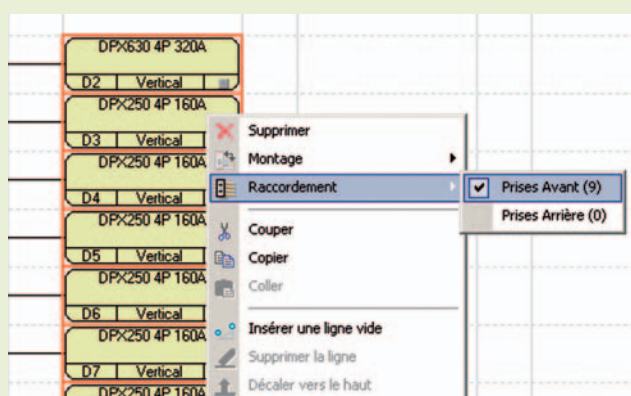 DPX630 4P 320A
D2 Vertical
DPX250 4P 160A
D3 Vertical
DPX250 4P 160A
D4 Vertical
DPX250 4P 160A
D5 Vertical
DPX250 4P 160A
D6 Vertical
DPX250 4P 160A
D7 Vertical
DPX250 4P 160A
Supprimer
Montage
Raccordement
Couper
Copier
Coller
Insérer une ligne vide
Supprimer la ligne
Décaler vers le haut
Prises Avant (9)
Prises Arrière (0)